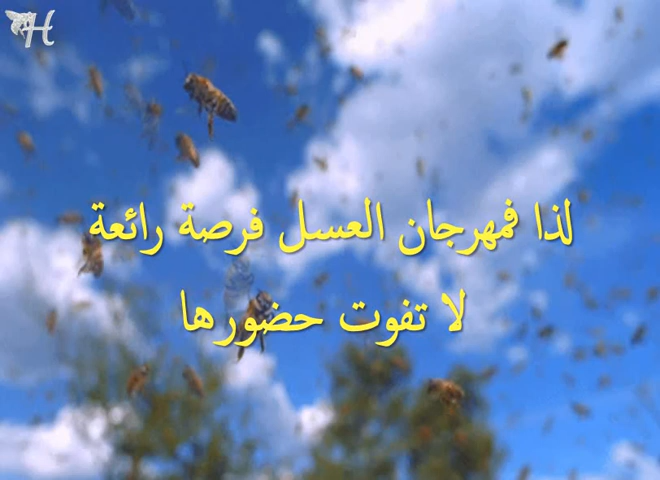 H
لذا فمهرجان العسل فرصة رائعة
لا تفوت حضورها